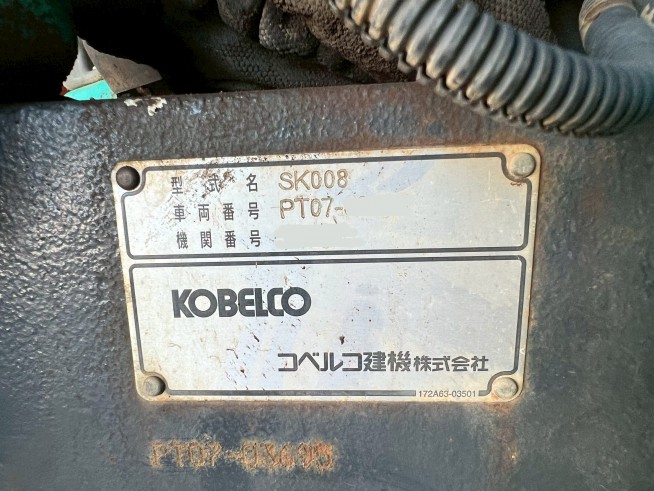 型式名 SK008
車両番号 PT07-
機関番号
KOBELCO
コベルコ建機株式会社
172A63-03501